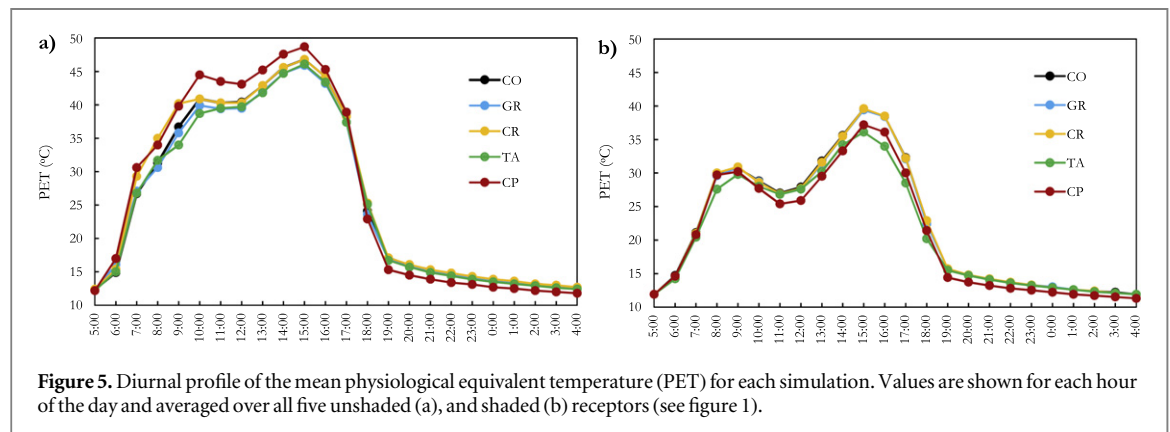 a)
50
45
40
35
30
25
20
15
10
PET (°C)
CO
GR
CR
TA
CP
5:00 6:00 7:00 8:00 9:00 10:00 11:00 12:00 13:00 14:00 15:00 16:00 17:00 18:00 19:00 20:00 21:00 22:00 23:00 0:00 1:00 2:00 3:00 4:00
b)
50
45
40
35
30
25
20
15
10
PET (°C)
CO
GR
CR
TA
CP
5:00 6:00 7:00 8:00 9:00 10:00 11:00 12:00 13:00 14:00 15:00 16:00 17:00 18:00 19:00 20:00 21:00 22:00 23:00 0:00 1:00 2:00 3:00 4:00
Figure 5. Diurnal profile of the mean physiological equivalent temperature (PET) for each simulation. Values are shown for each hour
of the day and averaged over all five unshaded (a), and shaded (b) receptors (see figure 1).